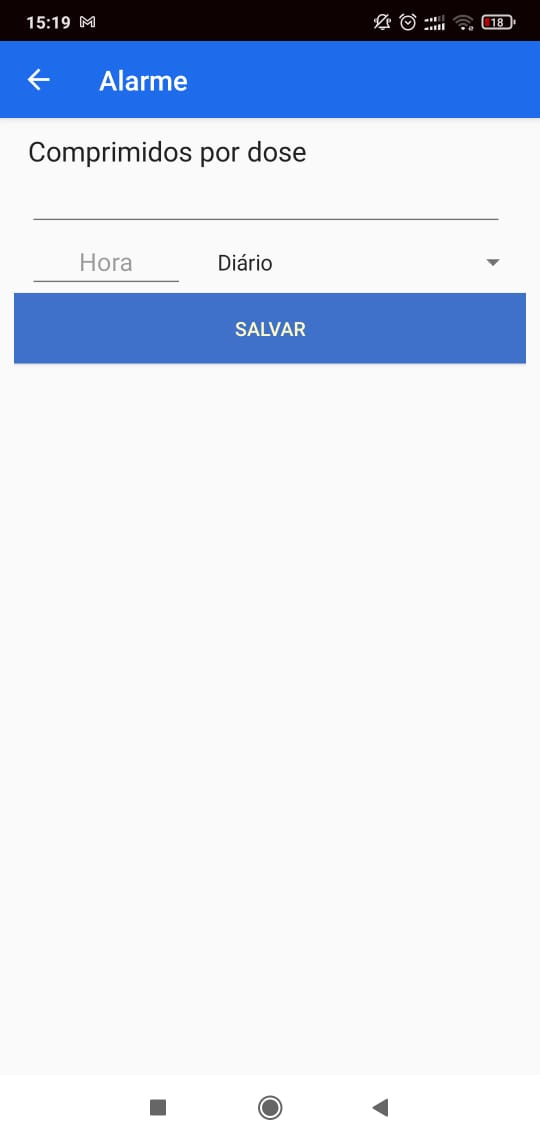 15:19
18
Alarme
Comprimidos por dose
Hora Diário
SALVAR